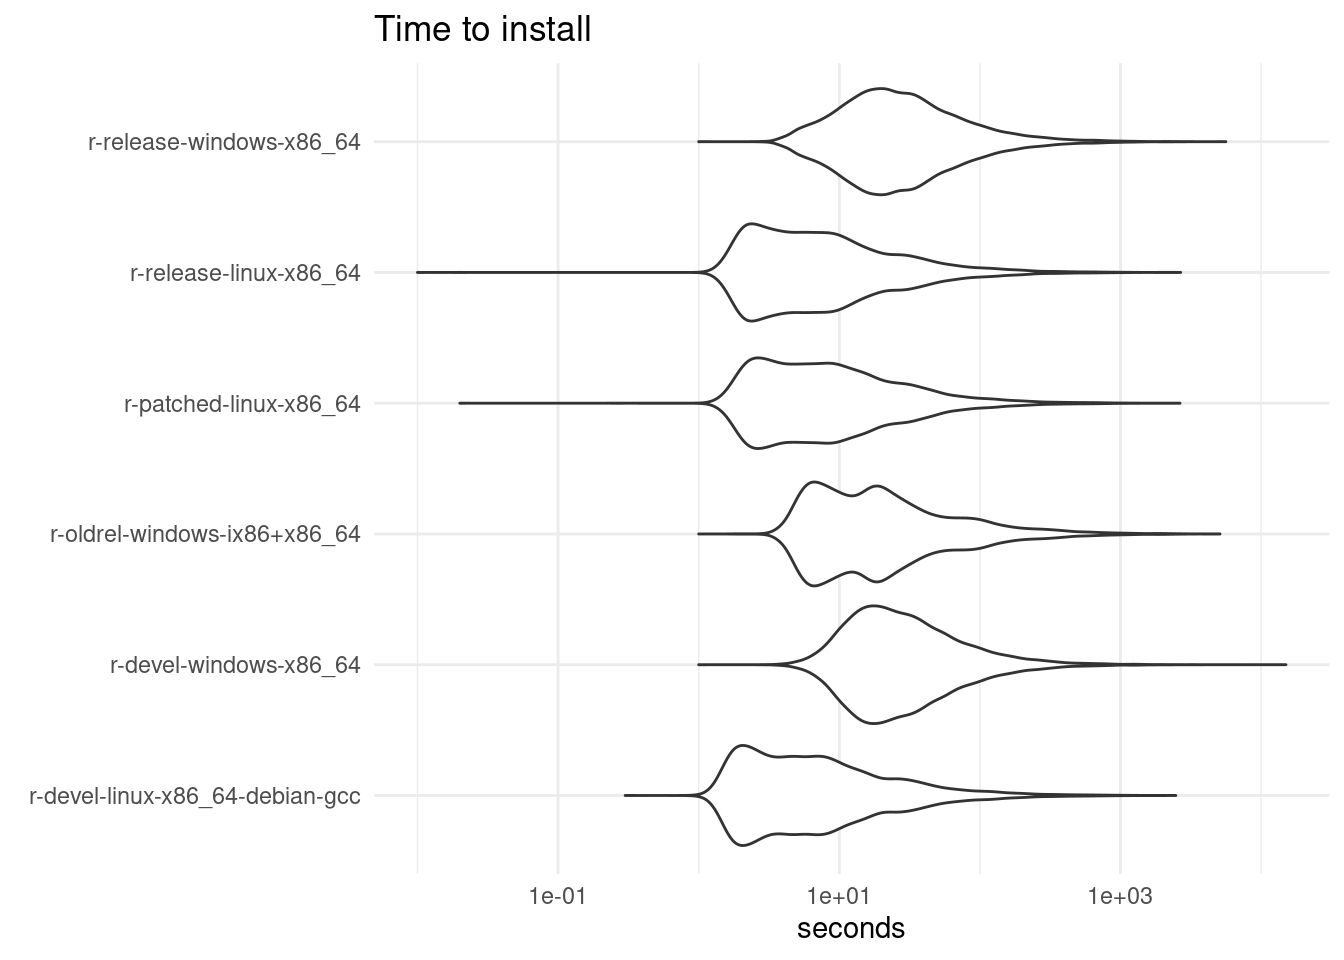 Time to install
r-release-windows-x86_64
r-release-linux-x86_64
r-patched-linux-x86_64
r-oldrel-windows-ix86+x86_64
r-devel-windows-x86_64
r-devel-linux-x86_64-debian-gcc
1e-01 1e+01 1e+03
seconds